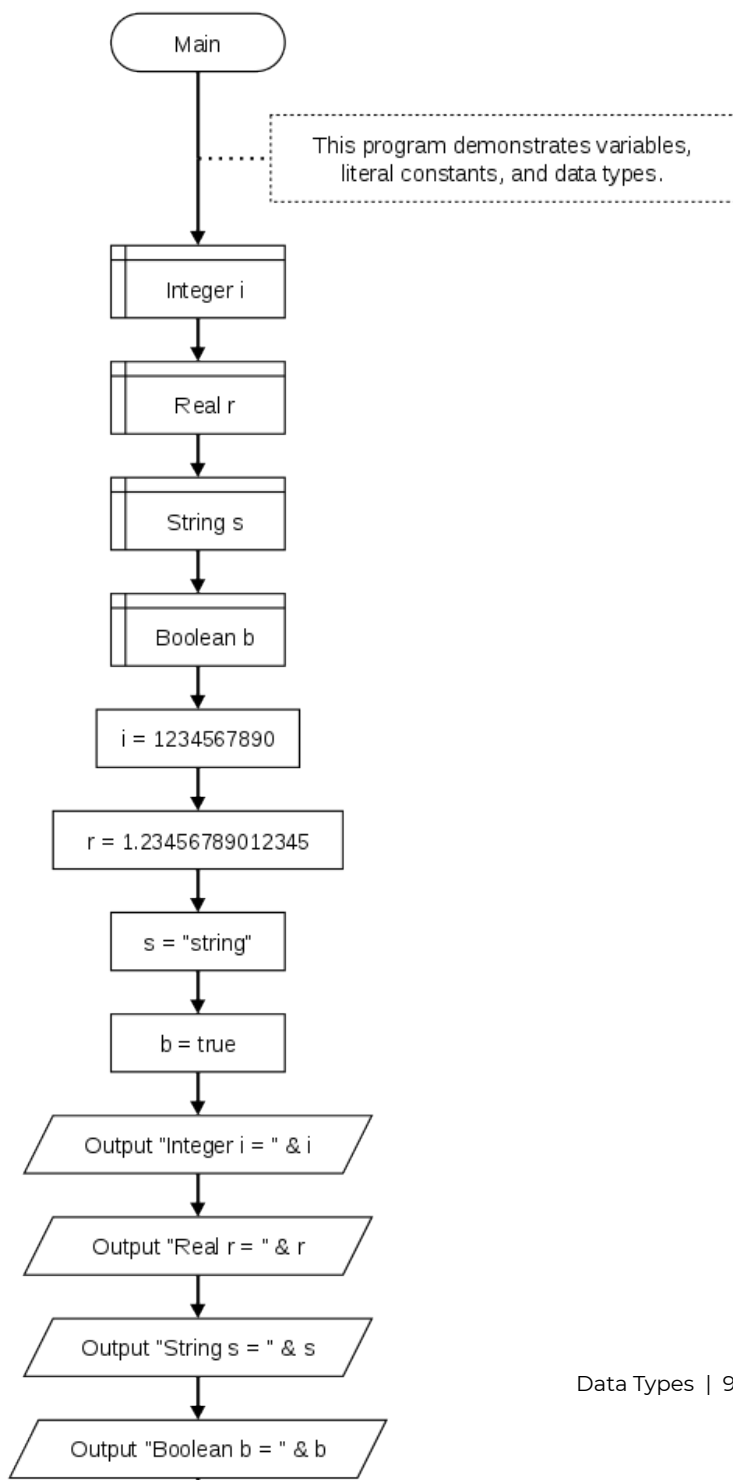 Main
This program demonstrates variables,
literal constants, and data types.
Integer i
Real r
String s
Boolean b
i = 1234567890
r = 1.23456789012345
s = "string"
b = true
Output "Integer i = " & i
Output "Real r = " & r
Output "String s = " & s
Data Types | 9
Output "Boolean b = " & b